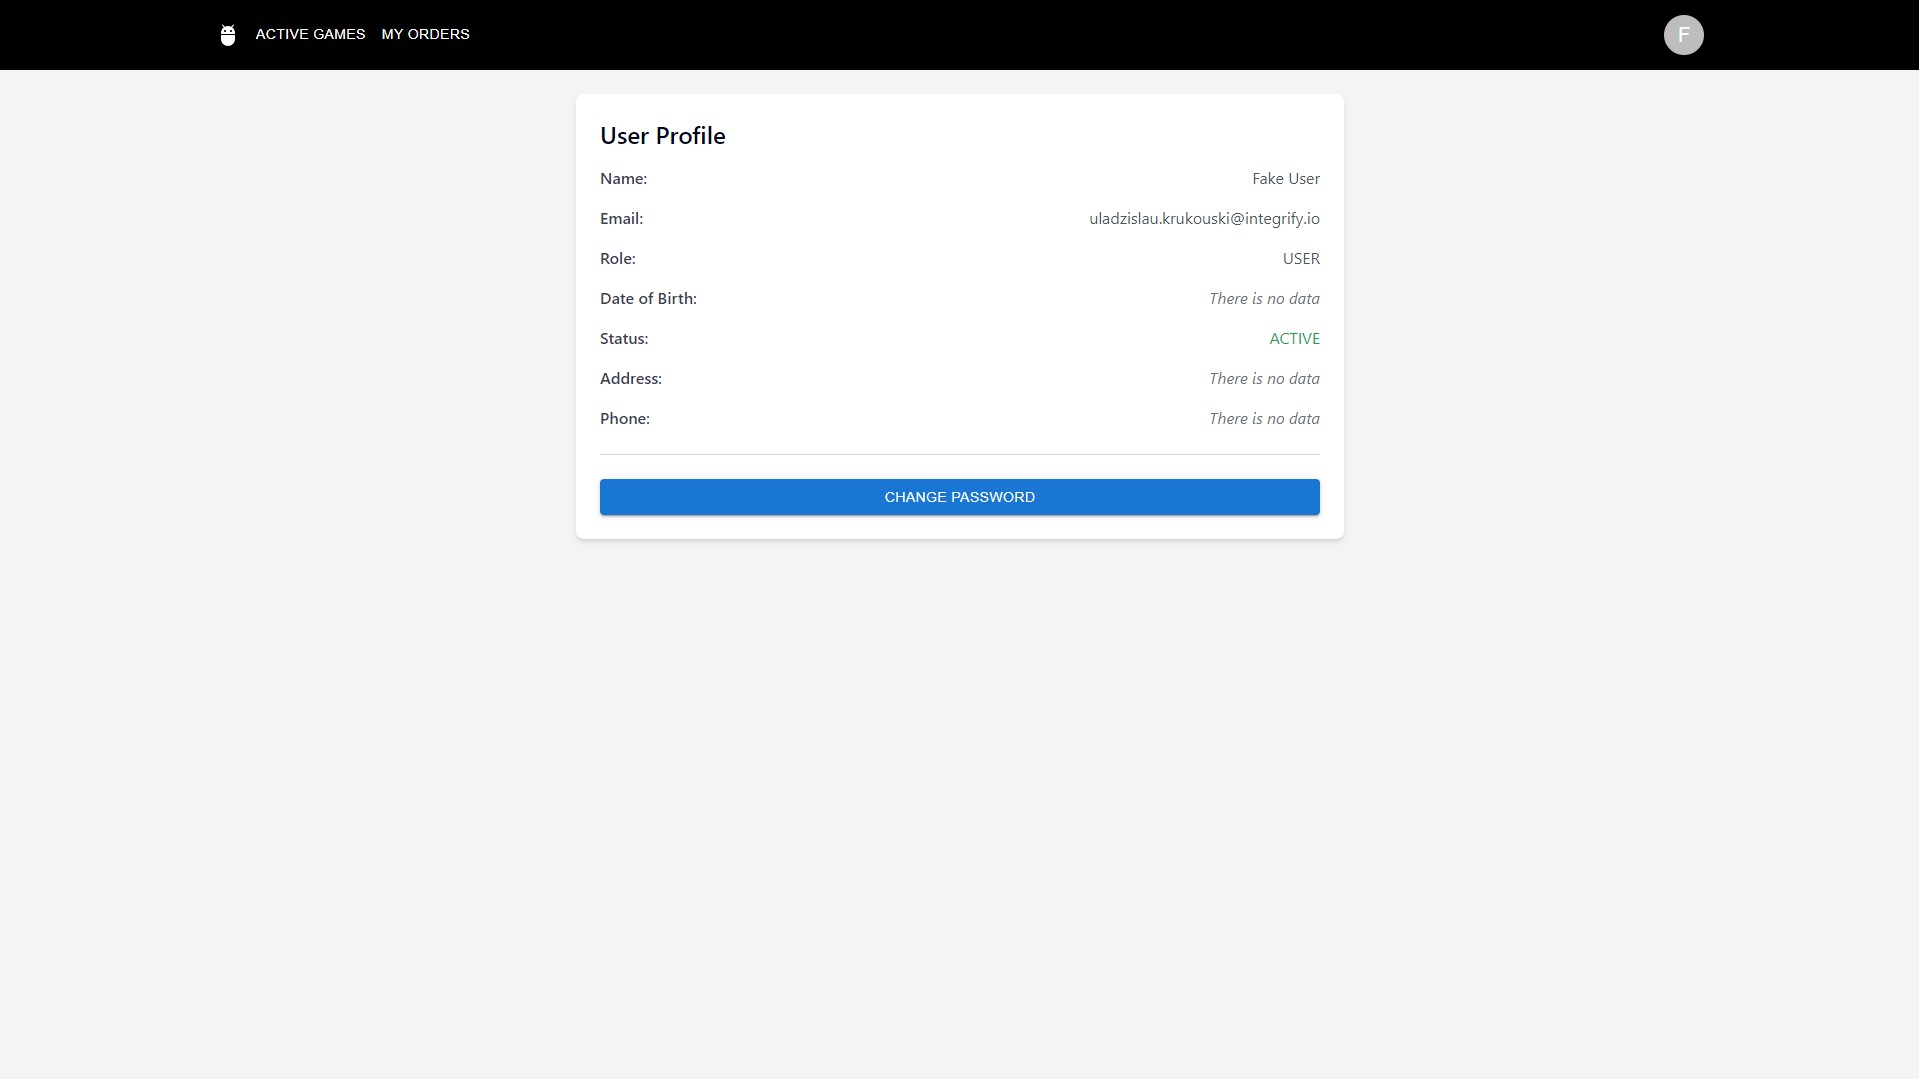 ACTIVE GAMES MY ORDERS F
User Profile
Name: Fake User
Email: uladzislau.krukouski@integrify.io
Role: USER
Date of Birth: There is no data
Status: ACTIVE
Address: There is no data
Phone: There is no data
CHANGE PASSWORD